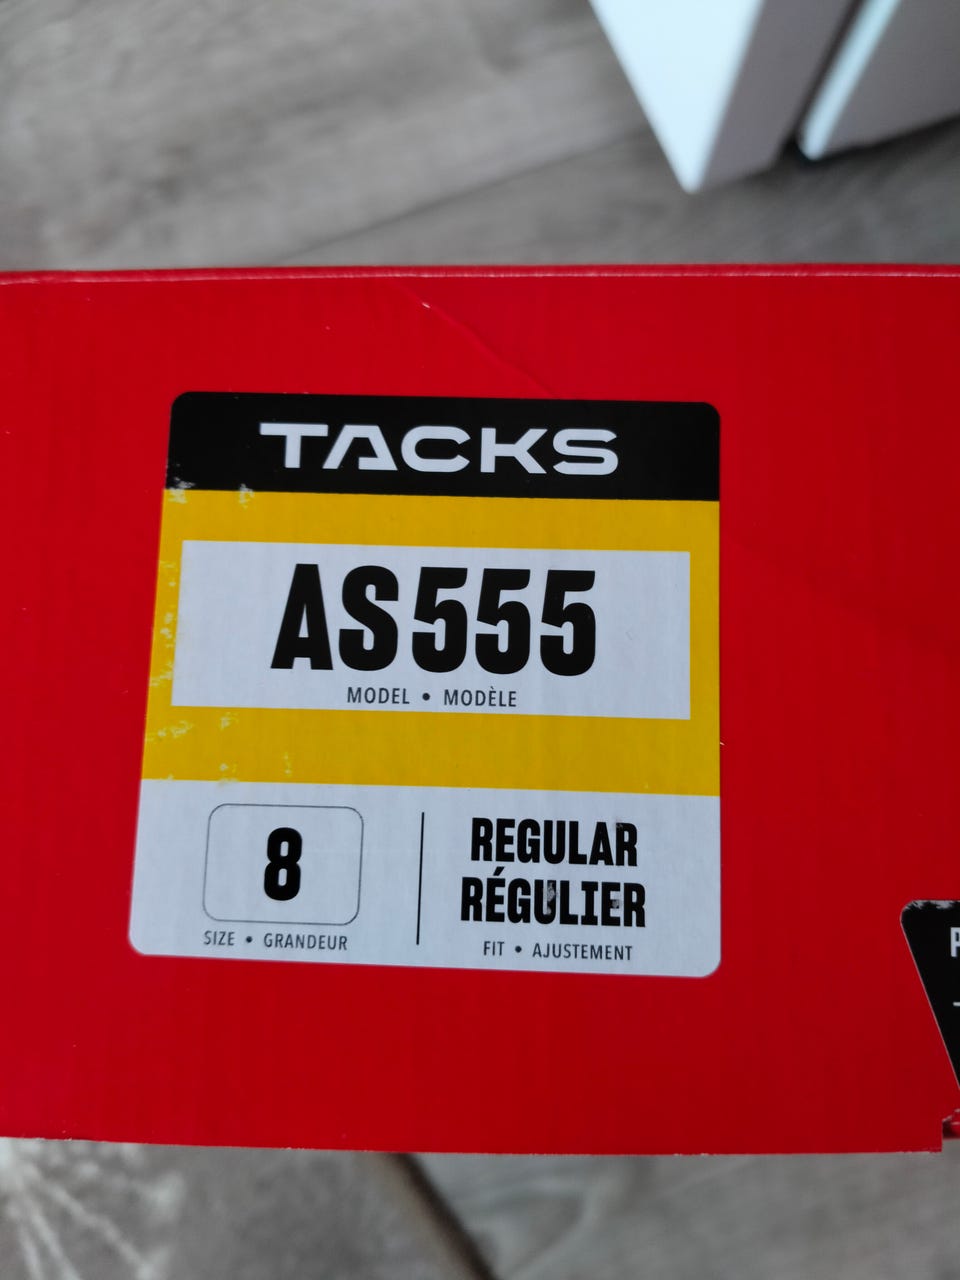 TACKS
AS555
MODEL • MODÈLE
8
SIZE • GRANDEUR
REGULAR
RÉGULIER
FIT • AJUSTEMENT